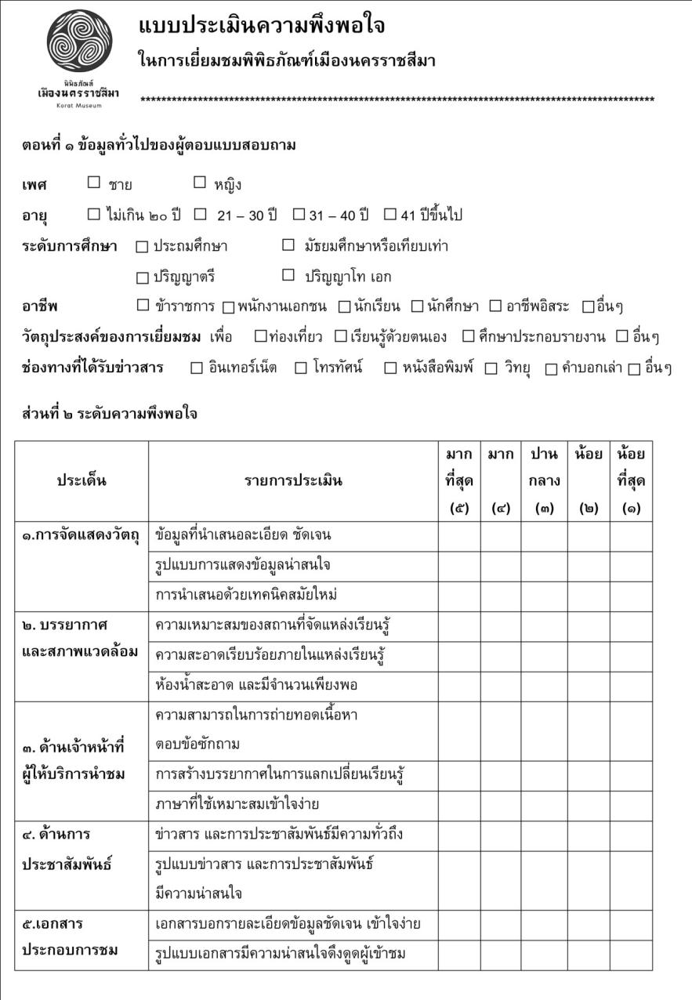 แบบประเมินความพึงพอใจ
ในการเยี่ยมชมพิพิธภัณฑ์เมืองนครราชสีมา
พิพิธภัณฑ์
เมืองนครราชสีมา
Korat Museum
****************************************************************************************************
ตอนที่ ๑ ข้อมูลทั่วไปของผู้ตอบแบบสอบถาม
เพศ ☐ ชาย ☐ หญิง
อายุ ☐ ไม่เกิน ๒๐ ปี ☐ 21 – 30 ปี ☐ 31 – 40 ปี ☐ 41 ปีขึ้นไป
ระดับการศึกษา ☐ ประถมศึกษา ☐ มัธยมศึกษาหรือเทียบเท่า
☐ ปริญญาตรี ☐ ปริญญาโท เอก
อาชีพ ☐ ข้าราชการ ☐ พนักงานเอกชน ☐ นักเรียน ☐ นักศึกษา ☐ อาชีพอิสระ ☐ อื่นๆ
วัตถุประสงค์ของการเยี่ยมชม เพื่อ ☐ ท่องเที่ยว ☐ เรียนรู้ด้วยตนเอง ☐ ศึกษาประกอบรายงาน ☐ อื่นๆ
ช่องทางที่ได้รับข่าวสาร ☐ อินเทอร์เน็ต ☐ โทรทัศน์ ☐ หนังสือพิมพ์ ☐ วิทยุ ☐ คำบอกเล่า ☐ อื่นๆ
ส่วนที่ ๒ ระดับความพึงพอใจ
ประเด็น รายการประเมิน มากที่สุด (๕) มาก (๔) ปานกลาง (๓) น้อย (๒) น้อยที่สุด (๑)
๑.การจัดแสดงวัตถุ ข้อมูลที่นำเสนอละเอียด ชัดเจน
รูปแบบการแสดงข้อมูลน่าสนใจ
การนำเสนอด้วยเทคนิคสมัยใหม่
๒. บรรยากาศ ความเหมาะสมของสถานที่จัดแหล่งเรียนรู้
และสภาพแวดล้อม ความสะอาดเรียบร้อยภายในแหล่งเรียนรู้
ห้องน้ำสะอาด และมีจำนวนเพียงพอ
ความสามารถในการถ่ายทอดเนื้อหา
๓. ด้านเจ้าหน้าที่ ตอบข้อซักถาม
ผู้ให้บริการนำชม การสร้างบรรยากาศในการแลกเปลี่ยนเรียนรู้
ภาษาที่ใช้เหมาะสมเข้าใจง่าย
๔. ด้านการ ข่าวสาร และการประชาสัมพันธ์มีความทั่วถึง
ประชาสัมพันธ์ รูปแบบข่าวสาร และการประชาสัมพันธ์
มีความน่าสนใจ
๕.เอกสาร เอกสารบอกรายละเอียดข้อมูลชัดเจน เข้าใจง่าย
ประกอบการชม รูปแบบเอกสารมีความน่าสนใจดึงดูดผู้เข้าชม